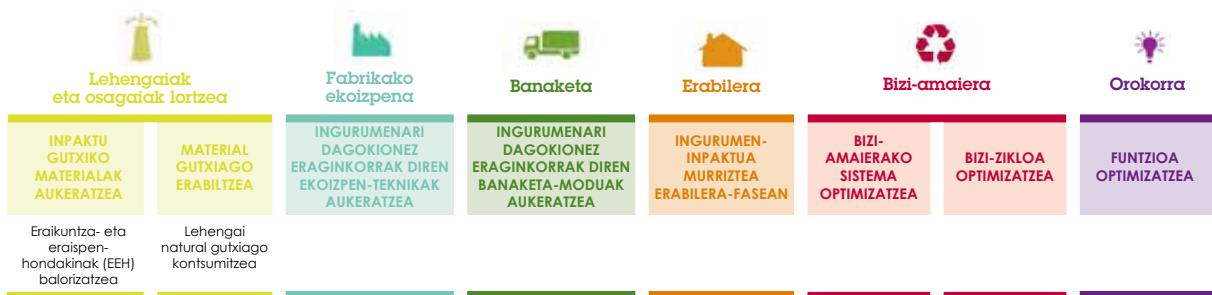 Lehengaiak
eta osagaiak lortzea
Fabrikako
ekoizpena
Banaketa
Erabilera
Bizi-amaiera
Orokorra
INPAKTU
GUTXIKO
MATERIALAK
AUKERATZEA
MATERIAL
GUTXIAGO
ERABILTZEA
INGURUMENARI
DAGOKIONEZ
ERAGINKORRAK DIREN
EKOIZPEN-TEKNIKAK
AUKERATZEA
INGURUMENARI
DAGOKIONEZ
ERAGINKORRAK DIREN
BANAKETA-MODUAK
AUKERATZEA
INGURUMEN-
INPAKTUA
MURRIZTEA
ERABILERA-FASEAN
BIZI-
AMAIERAKO
SISTEMA
OPTIMIZATZEA
BIZI-ZIKLOA
OPTIMIZATZEA
FUNTZIOA
OPTIMIZATZEA
Eraikuntza- eta
eraispen-
hondakinak (EEH)
balorizatzea
Lehengai
natural gutxiago
kontsumitzea